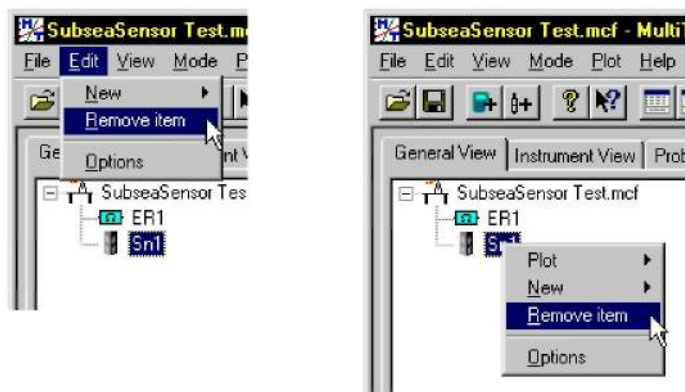 SubseaSensor Test.m
File Edit View Mode P
New
Remove item
Options
Ge nt V
SubseaSensor Tes
ER1
Sn1
SubseaSensor Test.mcf - MultiT
File Edit View Mode Plot Help
General View Instrument View Prob
SubseaSensor Test.mcf
ER1
Sn1
Plot
New
Remove item
Options